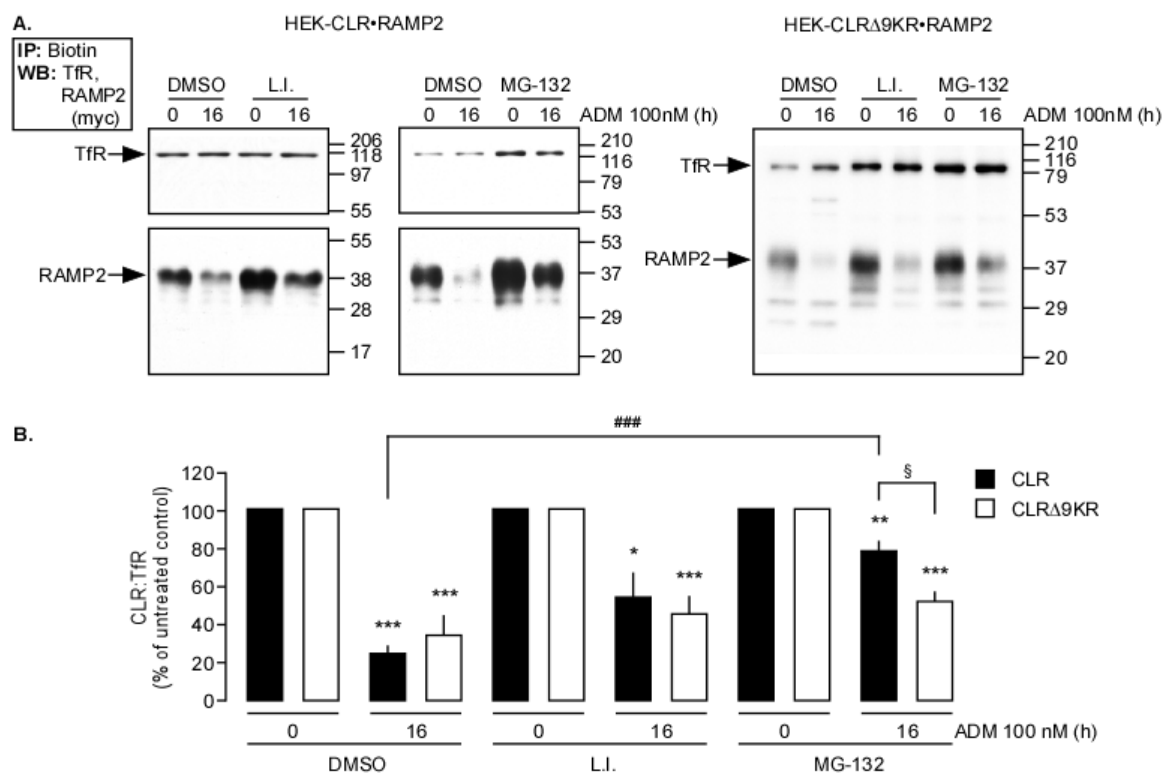 A.
HEK-CLR•RAMP2
HEK-CLRΔ9KR•RAMP2
IP: Biotin
WB: TfR,
RAMP2
(myc)
DMSO L.I.
0 16 0 16
DMSO MG-132
0 16 0 16 ADM 100nM (h)
DMSO L.I. MG-132
0 16 0 16 0 16 ADM 100nM (h)
TfR
206
118
97
55
210
116
79
53
RAMP2
55
38
28
17
53
37
29
20
TfR
RAMP2
210
116
79
53
37
29
20
B.
###
§
CLR
CLRΔ9KR
CLR:TfR
(% of untreated control)
120
100
80
60
40
20
0
***
***
*
***
**
***
0 16 0 16 0 16 ADM 100 nM (h)
DMSO L.I. MG-132